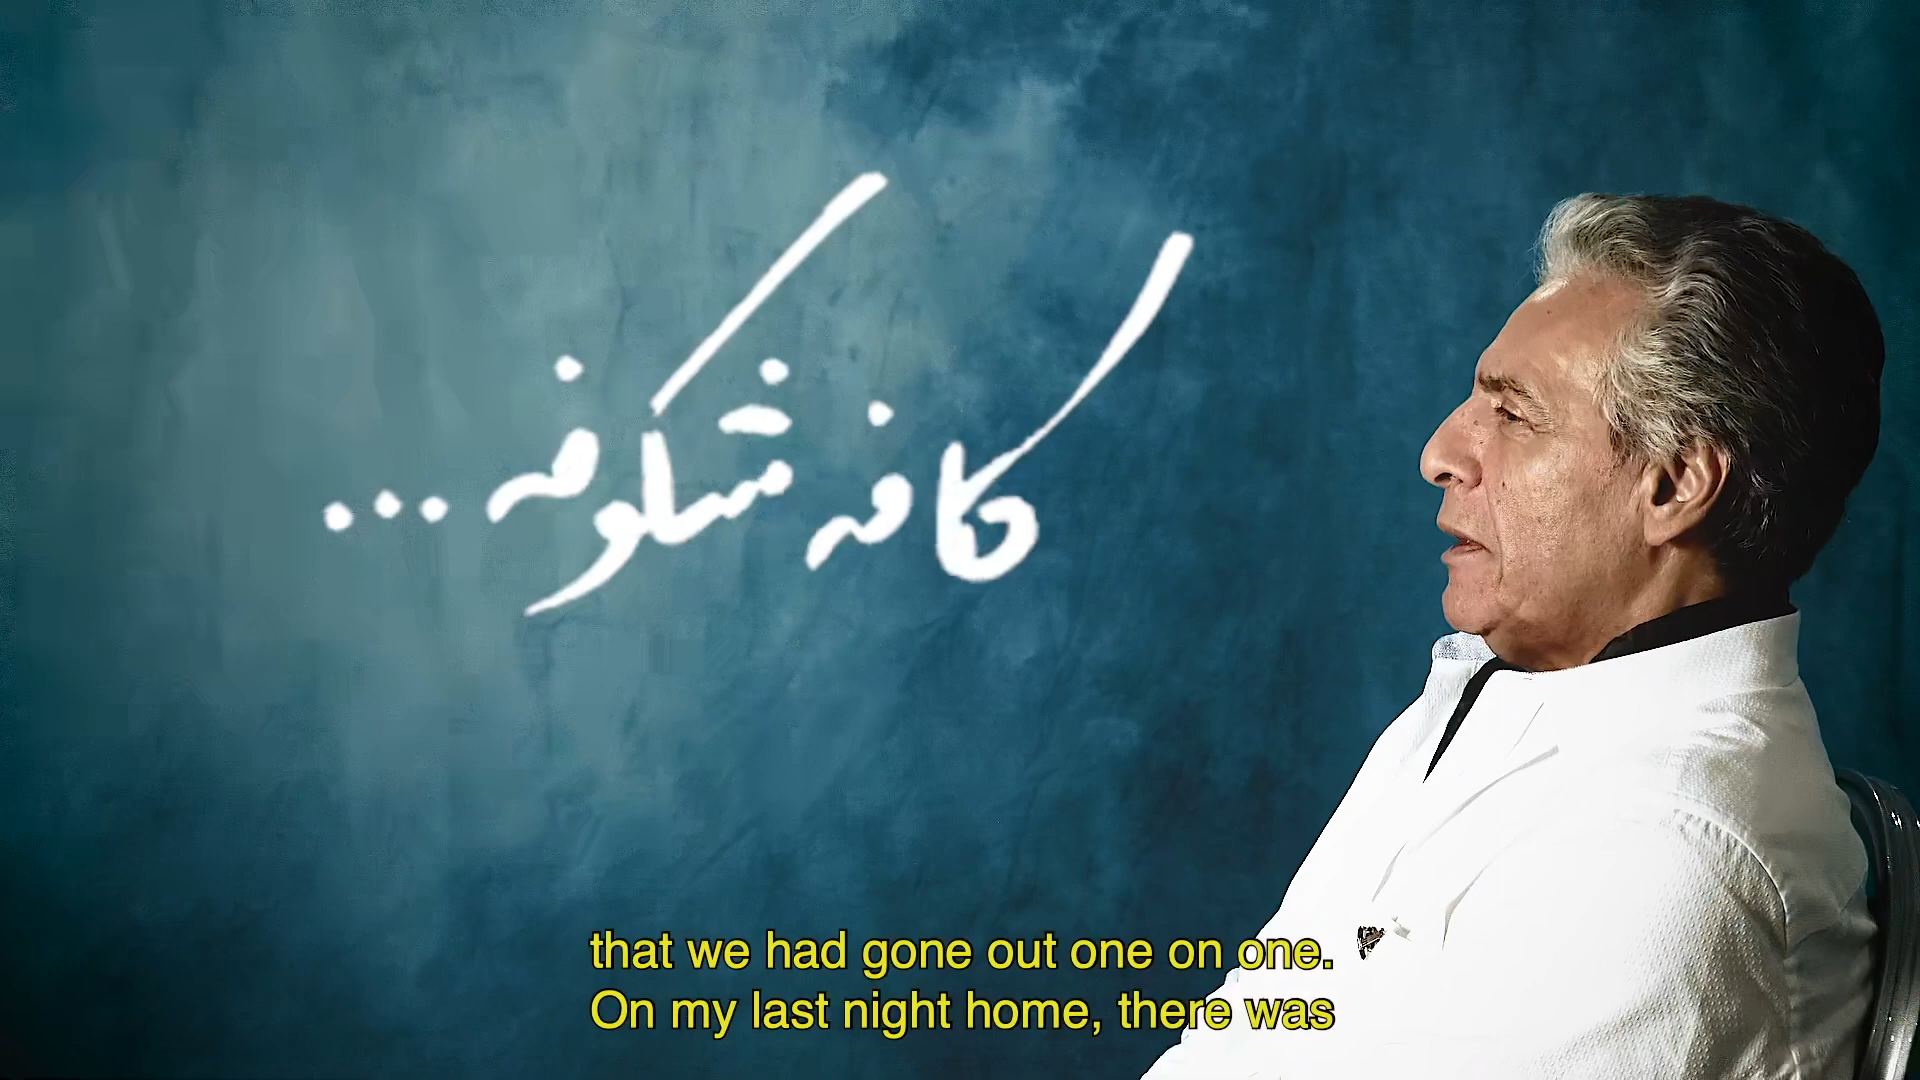 کافه شکوفه...
that we had gone out one on one.
On my last night home, there was